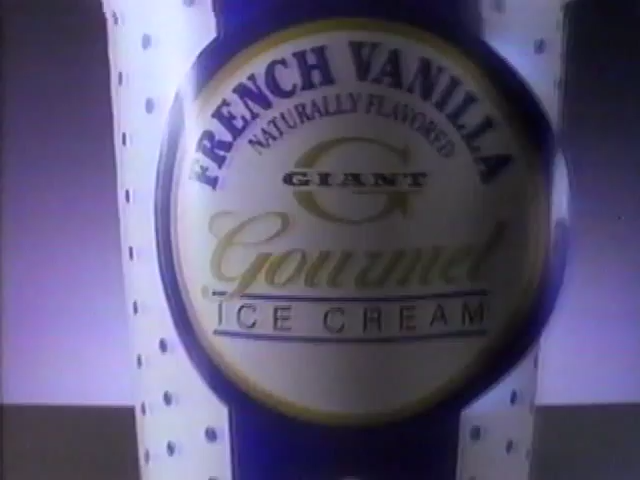 FRENCH VANILLA
NATURALLY FLAVORED
G
GIANT
Gourmet
ICE CREAM